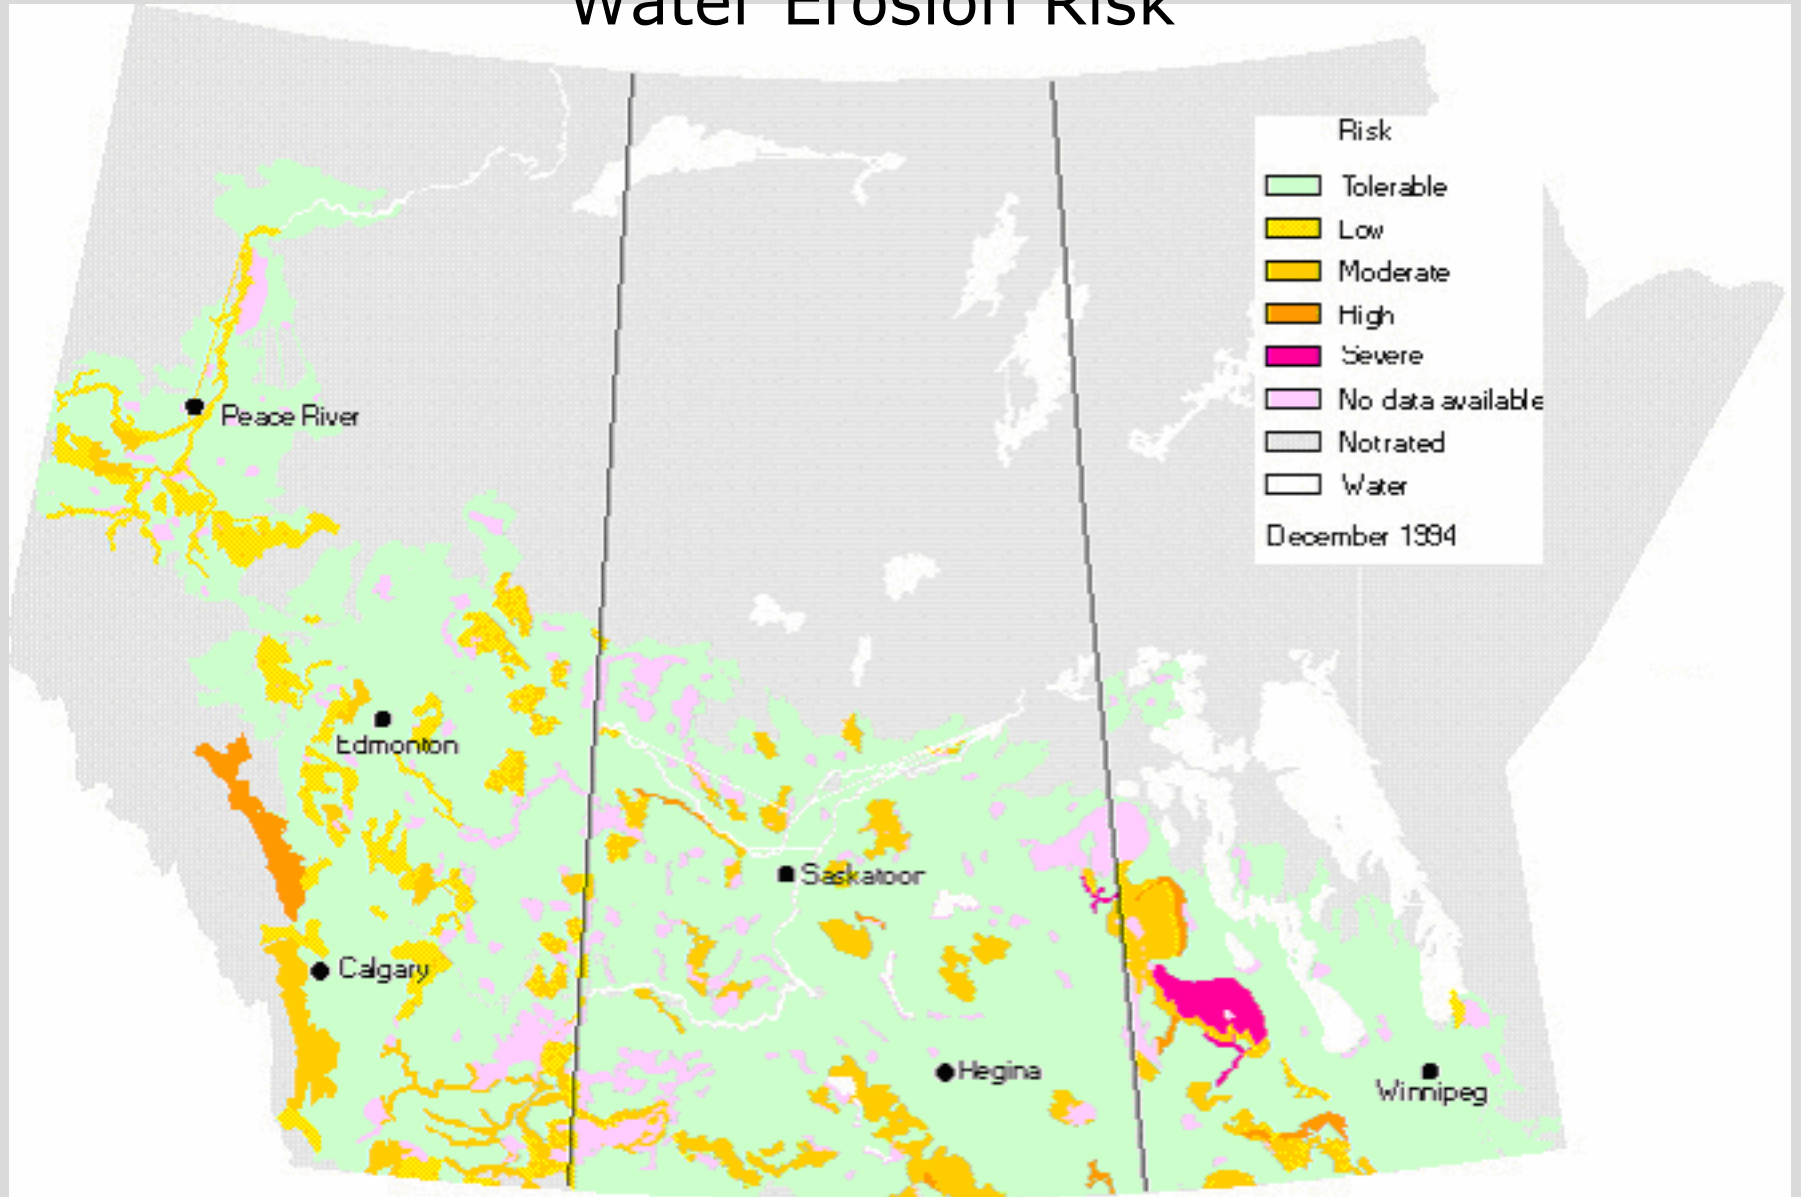 Water Erosion Risk
Risk
Tolerable
Low
Moderate
High
Severe
No data available
Notrated
Water
December 1994
Peace River
Edmonton
Saskatoon
Calgary
Hegina
Winnipeg